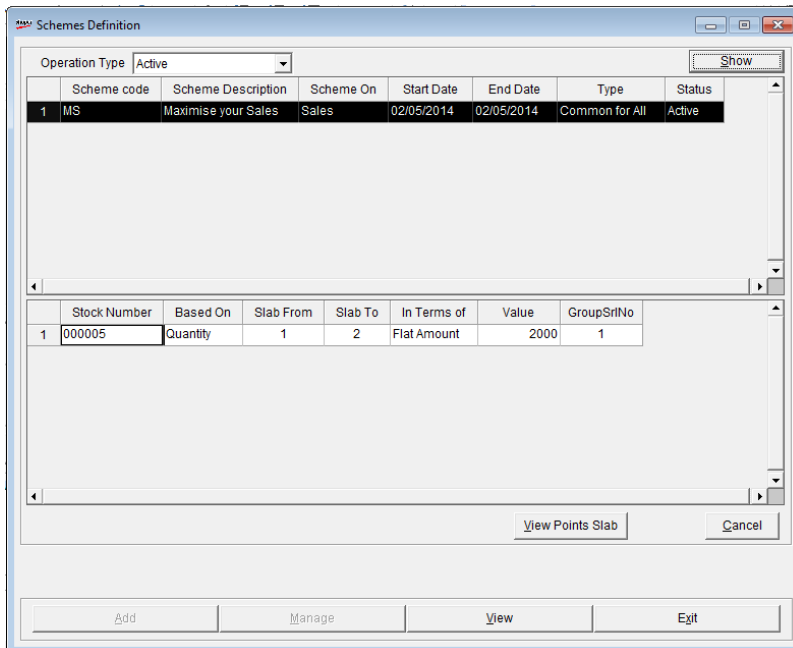 Schemes Definition
Operation Type Active Show
Scheme code Scheme Description Scheme On Start Date End Date Type Status
1 MS Maximise your Sales Sales 02/05/2014 02/05/2014 Common for All Active
Stock Number Based On Slab From Slab To In Terms of Value GroupSrlNo
1 000005 Quantity 1 2 Flat Amount 2000 1
View Points Slab Cancel
Add Manage View Exit